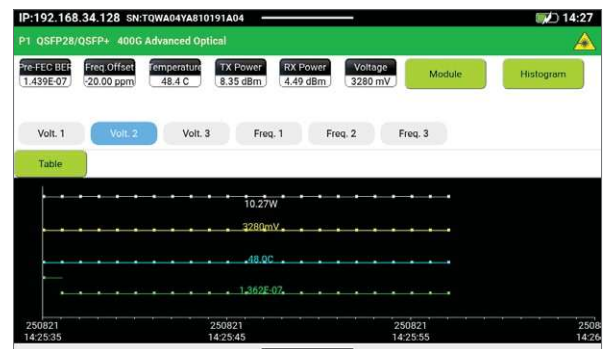 IP:192.168.34.128 SN:TQWA04YA810191A04 14:27
P1 QSFP28/QSFP+ 400G Advanced Optical
Pre-FEC BER Freq Offset Temperature TX Power RX Power Voltage Module Histogram
1.439E-07 -20.00 ppm 48.4 C 8.35 dBm 4.49 dBm 3280 mV
Volt. 1 Volt. 2 Volt. 3 Freq. 1 Freq. 2 Freq. 3
Table
10.27W
3280mV
48.0C
1.362E-07
250821 250821 250821 2508
14:25:35 14:25:45 14:25:55 14:26